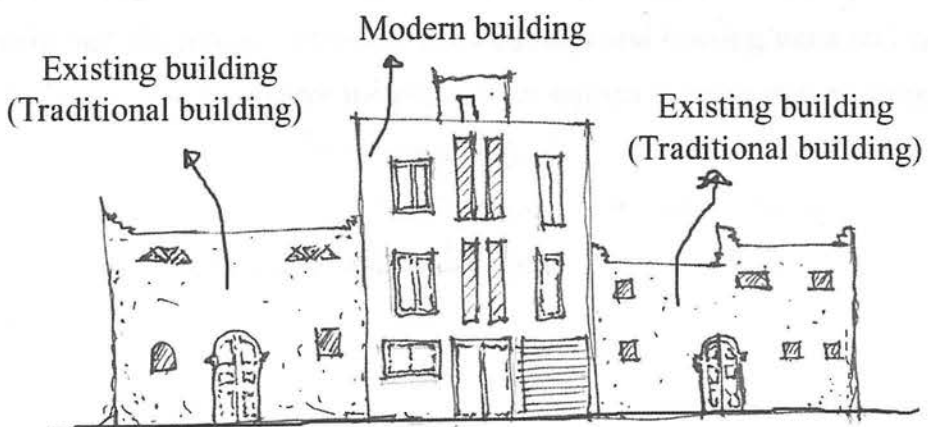 Modern building
Existing building
(Traditional building)
Existing building
(Traditional building)